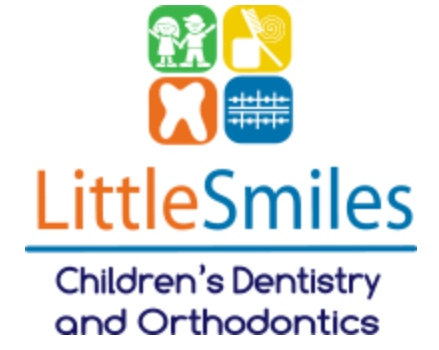 LittleSmiles
Children's Dentistry
and Orthodontics